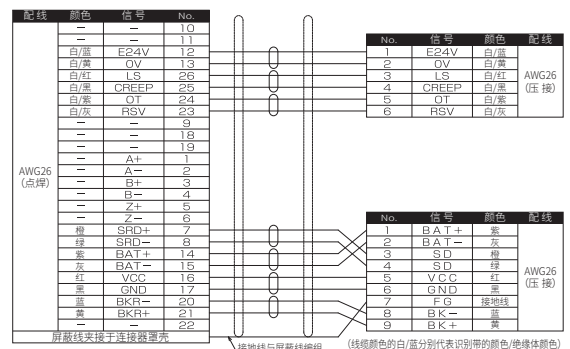 配线 颜色 信号 No.
AWG26
(点焊)
— — 10
— — 11
白/蓝 E24V 12
白/黄 0V 13
白/红 LS 26
白/黑 CREEP 25
白/紫 OT 24
白/灰 RSV 23
— — 9
— — 18
— — 19
— A+ 1
— A— 2
— B+ 3
— B— 4
— Z+ 5
— Z— 6
橙 SRD+ 7
绿 SRD— 8
紫 BAT+ 14
灰 BAT— 15
红 VCC 16
黑 GND 17
蓝 BKR— 20
黄 BKR+ 21
— — 22
屏蔽线夹接于连接器罩壳
接地线与屏蔽线编组
No. 信号 颜色 配线
1 E24V 白/蓝
2 0V 白/黄
3 LS 白/红
4 CREEP 白/黑
5 OT 白/紫
6 RSV 白/灰
AWG26
(压 接)
No. 信号 颜色 配线
1 BAT+ 紫
2 BAT— 灰
3 SD 橙
4 SD 绿
5 VCC 红
6 GND 黑
7 FG 接地线
8 BK— 蓝
9 BK+ 黄
AWG26
(压 接)
(线缆颜色的白/蓝分别代表识别带的颜色/绝缘体颜色)